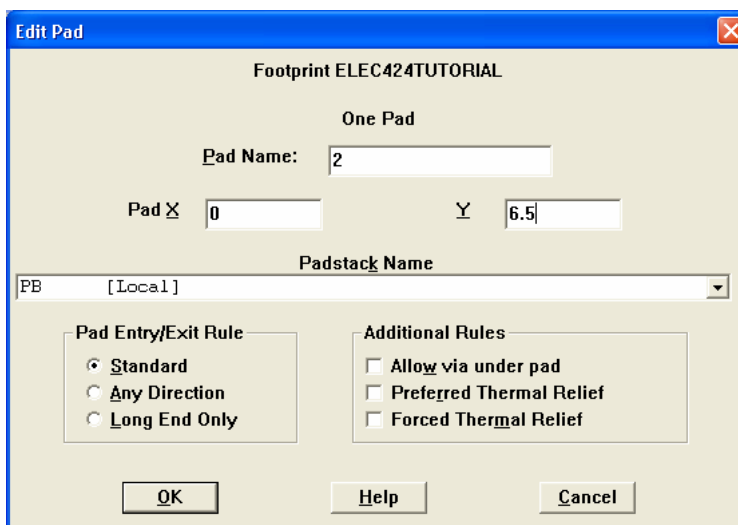 Edit Pad
Footprint ELEC424TUTORIAL
One Pad
Pad Name: 2
Pad X 0 Y 6.5
Padstack Name
PB [Local]
Pad Entry/Exit Rule
Standard
Any Direction
Long End Only
Additional Rules
Allow via under pad
Preferred Thermal Relief
Forced Thermal Relief
OK Help Cancel